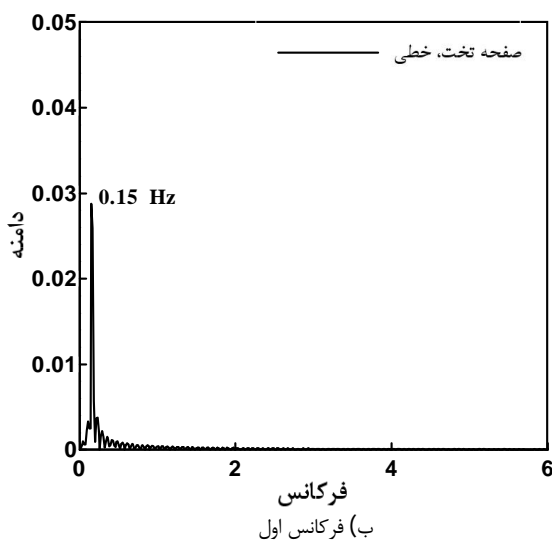 0.05
صفحه تخت، خطی
0.04
0.03
0.15 Hz
دامنه
0.02
0.01
0
0 2 4 6
فرکانس
ب) فرکانس اول